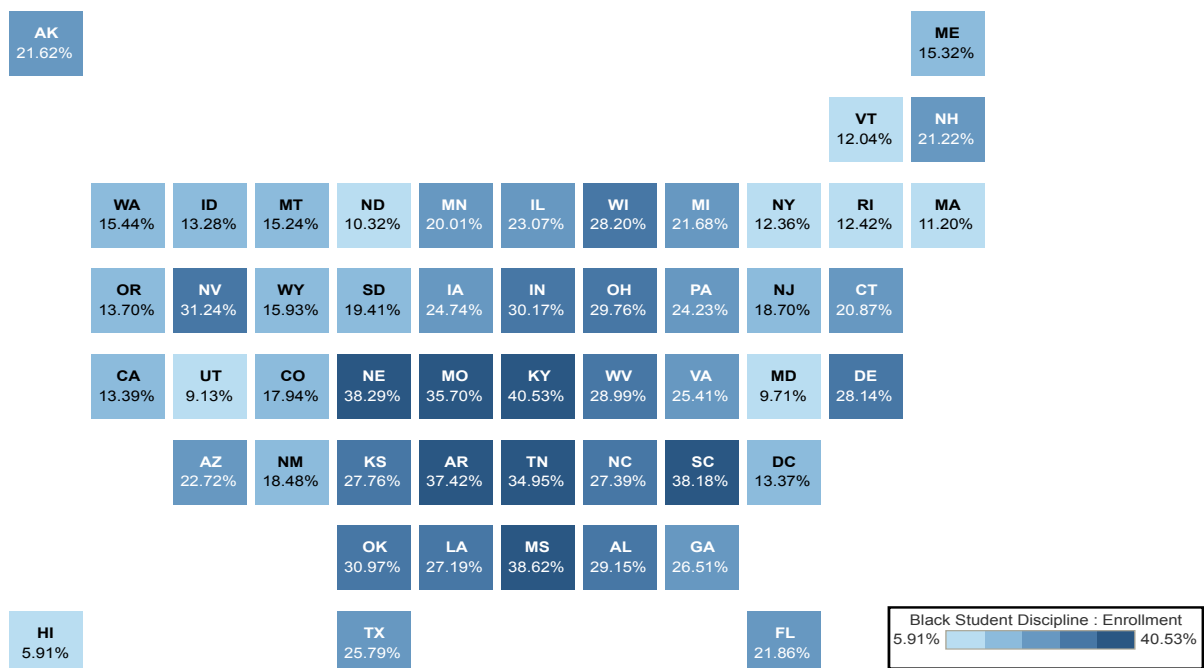 AK
21.62%
ME
15.32%
VT
12.04%
NH
21.22%
WA
15.44%
ID
13.28%
MT
15.24%
ND
10.32%
MN
20.01%
IL
23.07%
WI
28.20%
MI
21.68%
NY
12.36%
RI
12.42%
MA
11.20%
OR
13.70%
NV
31.24%
WY
15.93%
SD
19.41%
IA
24.74%
IN
30.17%
OH
29.76%
PA
24.23%
NJ
18.70%
CT
20.87%
CA
13.39%
UT
9.13%
CO
17.94%
NE
38.29%
MO
35.70%
KY
40.53%
WV
28.99%
VA
25.41%
MD
9.71%
DE
28.14%
AZ
22.72%
NM
18.48%
KS
27.76%
AR
37.42%
TN
34.95%
NC
27.39%
SC
38.18%
DC
13.37%
OK
30.97%
LA
27.19%
MS
38.62%
AL
29.15%
GA
26.51%
HI
5.91%
TX
25.79%
FL
21.86%
Black Student Discipline : Enrollment
5.91% 40.53%